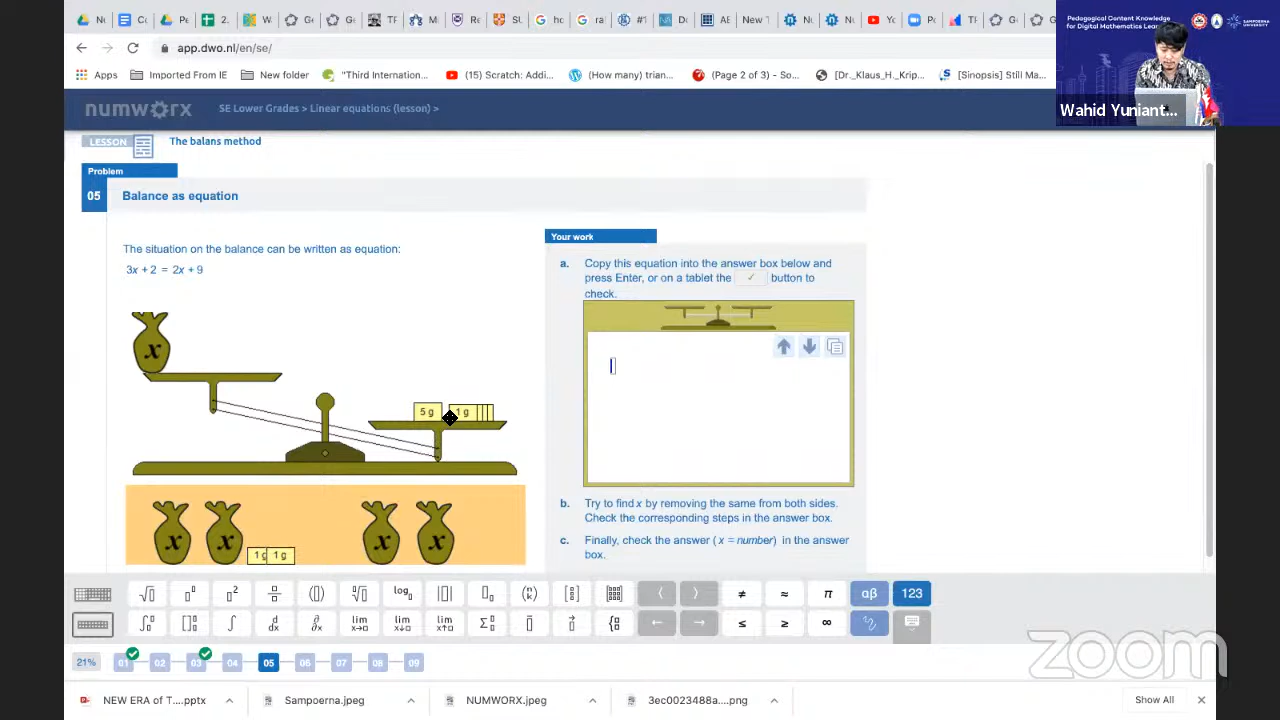 app.dwo.nl/en/se/
Apps
Imported From IE
New folder
"Third Internation...
(15) Scratch: Addi...
(How many) trian...
(Page 2 of 3) - So...
[Dr._Klaus_H._Krip...
[Sinopsis] Still Ma...
Pedagogical Content Knowledge
for Digital Mathematics Lear
Wahid Yuniant...
numworx
SE Lower Grades > Linear equations (lesson) >
LESSON
The balans method
Problem
05
Balance as equation
The situation on the balance can be written as equation:
3x + 2 = 2x + 9
x
5 g
1 g
x
x
1 g
1 g
x
x
Your work
a. Copy this equation into the answer box below and
press Enter, or on a tablet the ✓ button to
check.
b. Try to find x by removing the same from both sides.
Check the corresponding steps in the answer box.
c. Finally, check the answer (x = number) in the answer
box.
log
≠ ≈ π αβ 123
d/dx
∂/∂x
lim x→□
lim x↓□
lim x↑□
≤ ≥ ∞
21%
01 02 03 04 05 06 07 08 09
zoom
NEW ERA of T....pptx
Sampoerna.jpeg
NUMWORX.jpeg
3ec0023488a....png
Show All